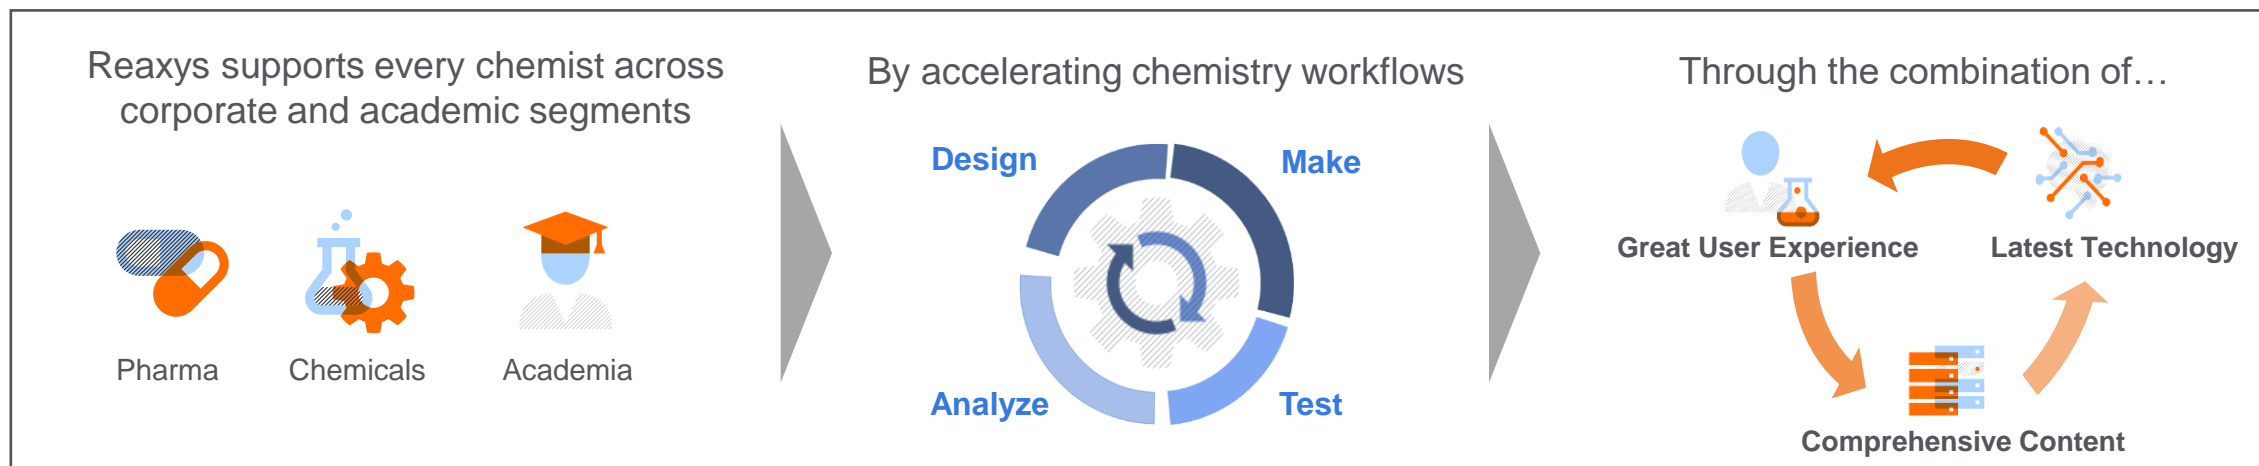 Reaxys supports every chemist across
corporate and academic segments
Pharma
Chemicals
Academia
By accelerating chemistry workflows
Design
Make
Analyze
Test
Through the combination of…
Great User Experience
Latest Technology
Comprehensive Content